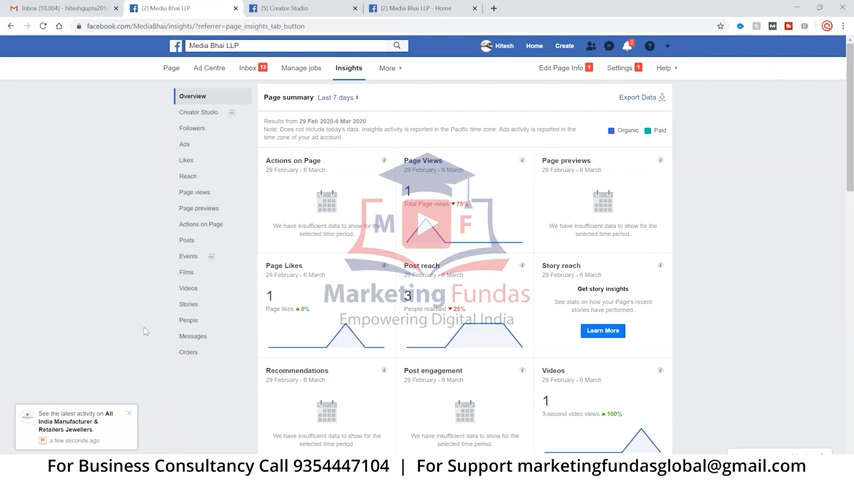 Inbox (10,004) - hiteshgupta201
(2) Media Bhai LLP
(5) Creator Studio
(2) Media Bhai LLP - Home
facebook.com/MediaBhai/insights/?referrer=page_insights_tab_button
Media Bhai LLP
Hitesh Home Create
2
Page Ad Centre Inbox 13 Manage jobs Insights More Edit Page Info 1 Settings 1 Help
Overview
Creator Studio
Followers
Ads
Likes
Reach
Page views
Page previews
Actions on Page
Posts
Events
Films
Videos
Stories
People
Messages
Orders
Page summary Last 7 days
Export Data
Results from 29 Feb 2020-6 Mar 2020
Note: Does not include today's data. Insights activity is reported in the Pacific time zone. Ads activity is reported in the
time zone of your ad account.
Organic Paid
Actions on Page
29 February - 6 March
We have insufficient data to show for the
selected time period.
Page Views
29 February - 6 March
1
Total Page views ▼75%
Page previews
29 February - 6 March
We have insufficient data to show for the
selected time period.
Page Likes
29 February - 6 March
1
Page likes ▲0%
Post reach
29 February - 6 March
3
People reached ▼25%
Story reach
29 February - 6 March
Get story insights
See stats on how your Page's recent
stories have performed.
Learn More
Recommendations
29 February - 6 March
We have insufficient data to show for the
selected time period.
Post engagement
29 February - 6 March
We have insufficient data to show for the
selected time period.
Videos
29 February - 6 March
1
3-second video views ▲100%
M F
Marketing Fundas
Empowering Digital India
See the latest activity on All
India Manufacturer &
Retailers Jewellers.
a few seconds ago
For Business Consultancy Call 9354447104 | For Support marketingfundasglobal@gmail.com